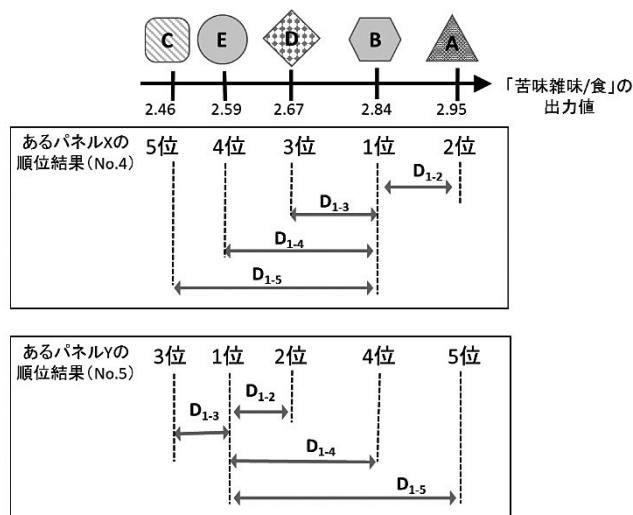 C E D B A
2.46 2.59 2.67 2.84 2.95
「苦味雑味/食」の
出力値
あるパネルXの
順位結果(No.4)
5位 4位 3位 1位 2位
D1-2
D1-3
D1-4
D1-5
あるパネルYの
順位結果(No.5)
3位 1位 2位 4位 5位
D1-2
D1-3
D1-4
D1-5